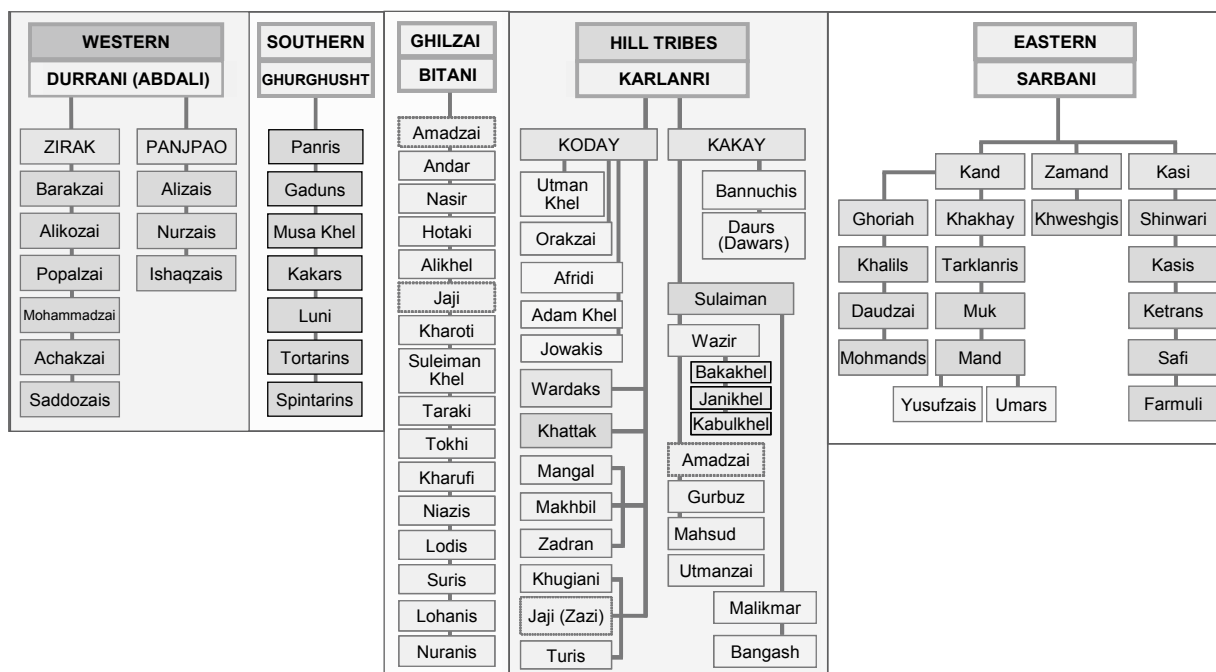 WESTERN
DURRANI (ABDALI)
ZIRAK
Barakzai
Alikozai
Popalzai
Mohammadzai
Achakzai
Saddozais
PANJPAO
Alizais
Nurzais
Ishaqzais
SOUTHERN
GHURGHUSHT
Panris
Gaduns
Musa Khel
Kakars
Luni
Tortarins
Spintarins
GHILZAI
BITANI
Amadzai
Andar
Nasir
Hotaki
Alikhel
Jaji
Kharoti
Suleiman
Khel
Taraki
Tokhi
Kharufi
Niazis
Lodis
Suris
Lohanis
Nuranis
HILL TRIBES
KARLANRI
KODAY
Utman
Khel
Orakzai
Afridi
Adam Khel
Jowakis
Wardaks
Khattak
Mangal
Makhbil
Zadran
Khugiani
Jaji (Zazi)
Turis
KAKAY
Bannuchis
Daurs
(Dawars)
Sulaiman
Wazir
Bakakhel
Janikhel
Kabulkhel
Amadzai
Gurbuz
Mahsud
Utmanzai
Malikmar
Bangash
EASTERN
SARBANI
Kand
Ghoriah
Khalils
Daudzai
Mohmands
Khakhay
Tarklanris
Muk
Mand
Yusufzais
Umars
Zamand
Khweshgis
Kasi
Shinwari
Kasis
Ketrans
Safi
Farmuli